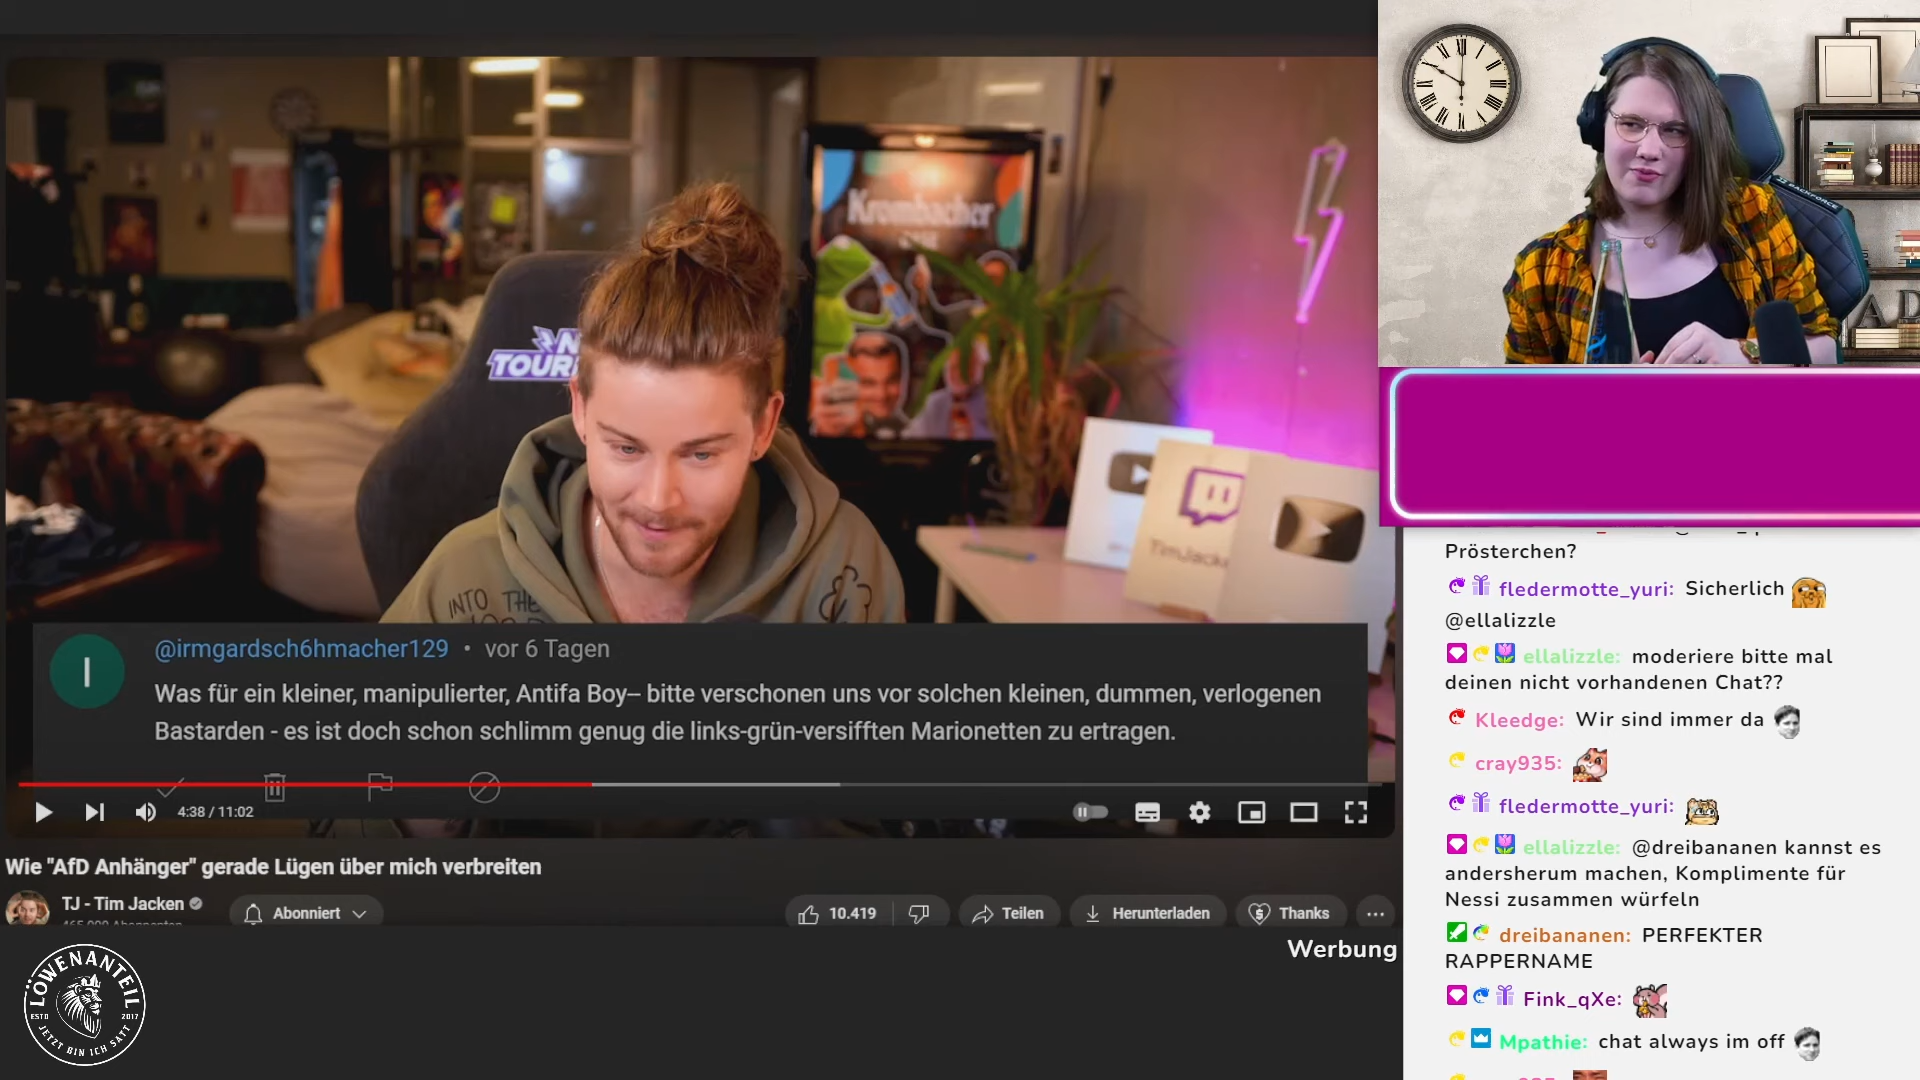 Krombacher
TOUR
TimJacke
INTO THE
@irmgardsch6hmacher129 • vor 6 Tagen
Was für ein kleiner, manipulierter, Antifa Boy-- bitte verschonen uns vor solchen kleinen, dummen, verlogenen
Bastarden - es ist doch schon schlimm genug die links-grün-versifften Marionetten zu ertragen.
4:38 / 11:02
Wie "AfD Anhänger" gerade Lügen über mich verbreiten
TJ - Tim Jacken
Abonniert
10.419
Teilen
Herunterladen
Thanks
Werbung
LÖWENANTEIL
ESTD 2017
JETZT BIN ICH SATT
BACKFORCE
AD
Prösterchen?
fledermotte_yuri: Sicherlich
@ellalizzle
ellalizzle: moderiere bitte mal
deinen nicht vorhandenen Chat??
Kleedge: Wir sind immer da
cray935:
fledermotte_yuri:
ellalizzle: @dreibananen kannst es
andersherum machen, Komplimente für
Nessi zusammen würfeln
dreibananen: PERFEKTER
RAPPERNAME
Fink_qXe:
Mpathie: chat always im off